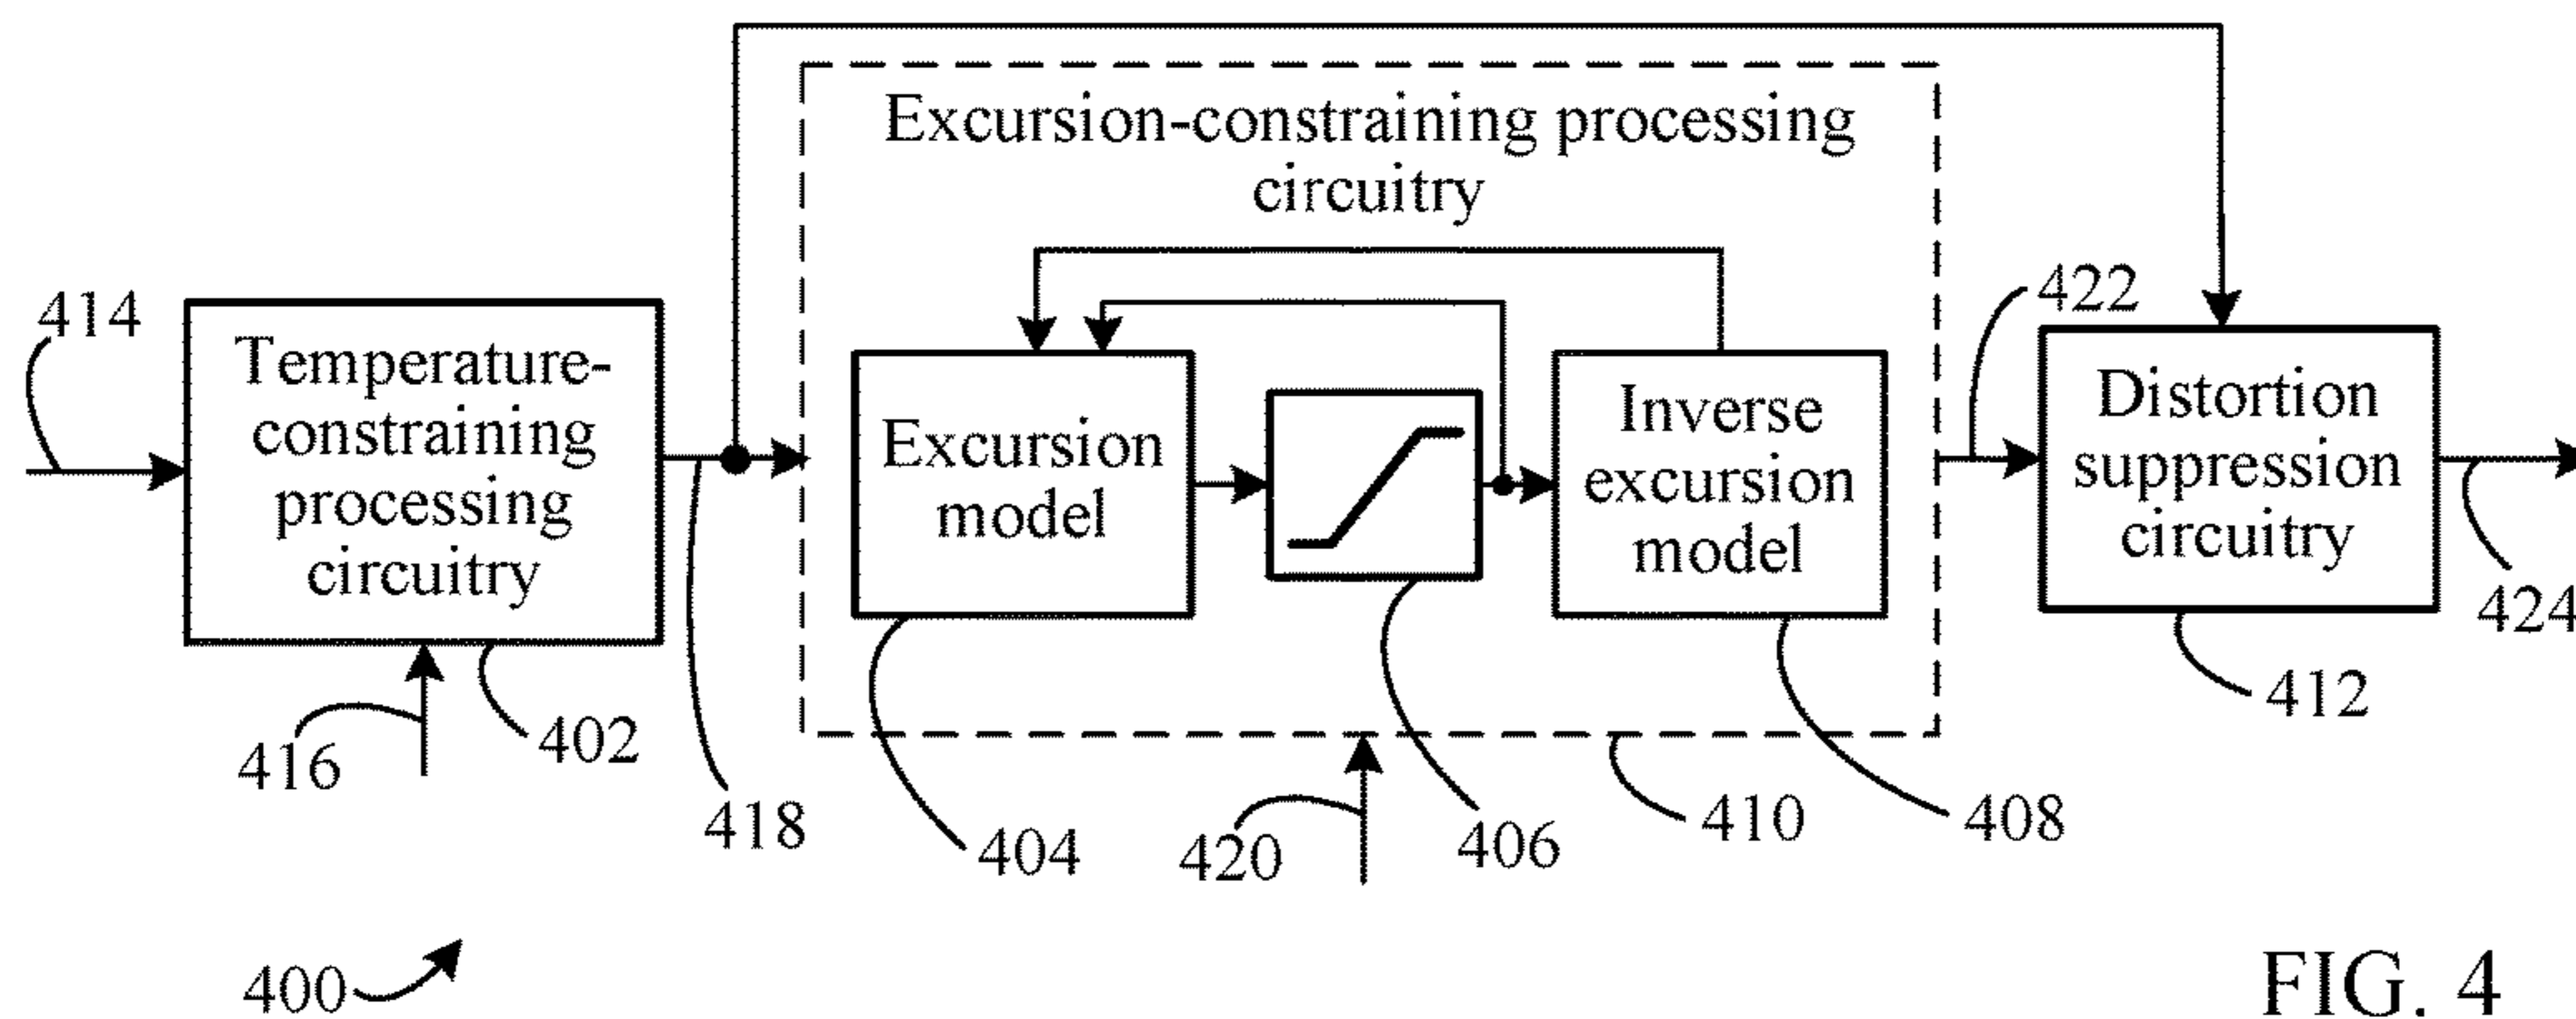 Excursion-constraining processing
circuitry
414
Temperature-
constraining
processing
circuitry
Excursion
model
Inverse
excursion
model
422
Distortion
suppression
circuitry
424
416
402
418
404
420
406
410
408
412
400
FIG. 4